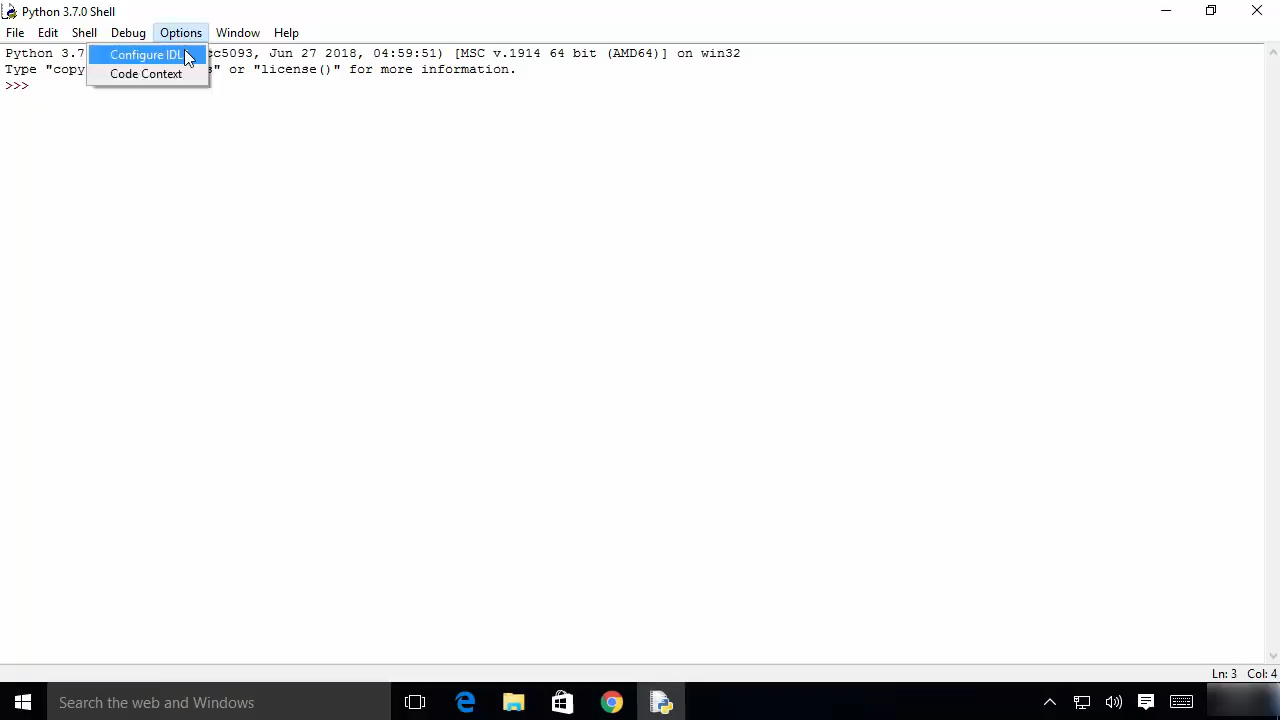 Python 3.7.0 Shell
File Edit Shell Debug Options Window Help
Python 3.7 c5093, Jun 27 2018, 04:59:51) [MSC v.1914 64 bit (AMD64)] on win32
Type "copy " or "license()" for more information.
>>>
Configure IDL
Code Context
Ln: 3 Col: 4
Search the web and Windows